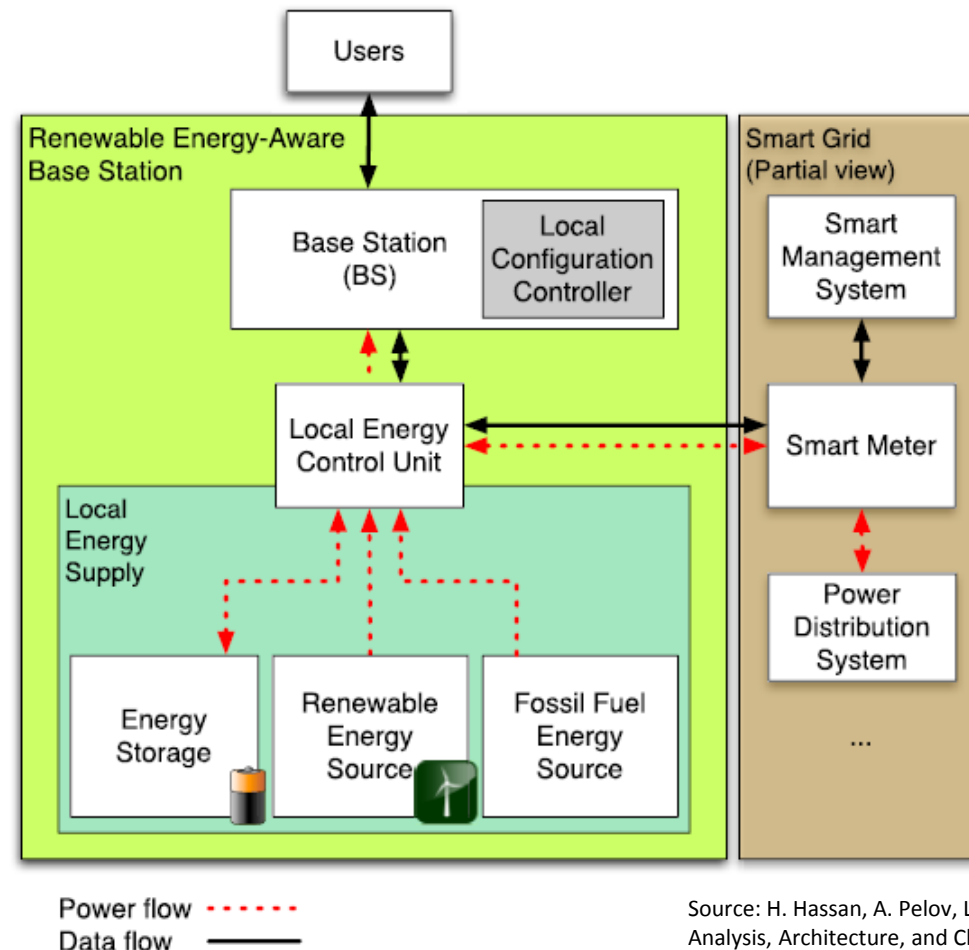 Users
Renewable Energy-Aware
Base Station
Smart Grid
(Partial view)
Base Station
(BS)
Local
Configuration
Controller
Smart
Management
System
Local Energy
Control Unit
Smart Meter
Local
Energy
Supply
Power
Distribution
System
Energy
Storage
Renewable
Energy
Source
Fossil Fuel
Energy
Source
...
Power flow
Data flow
Source: H. Hassan, A. Pelov, L
Analysis, Architecture, and